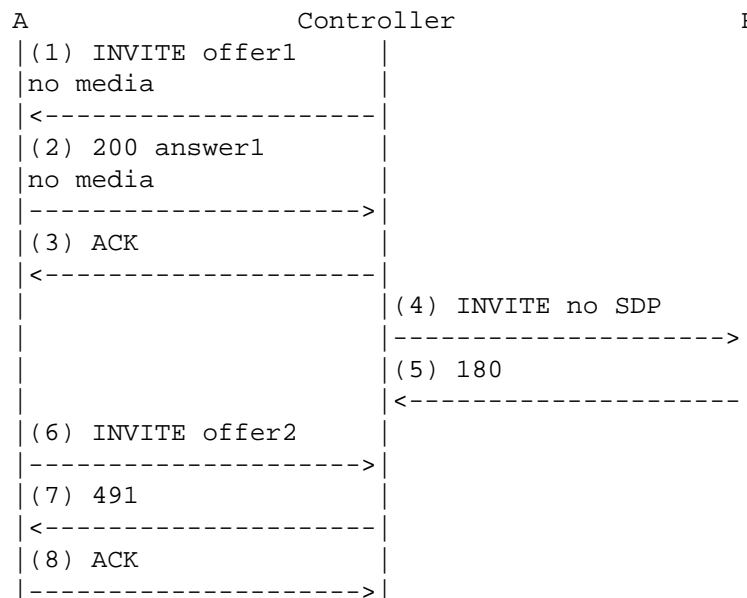 A Controller
(1) INVITE offer1
no media
<---------------------
(2) 200 answer1
no media
--------------------->
(3) ACK
<---------------------
(4) INVITE no SDP
--------------------->
(5) 180
<---------------------
(6) INVITE offer2
--------------------->
(7) 491
<---------------------
(8) ACK
--------------------->